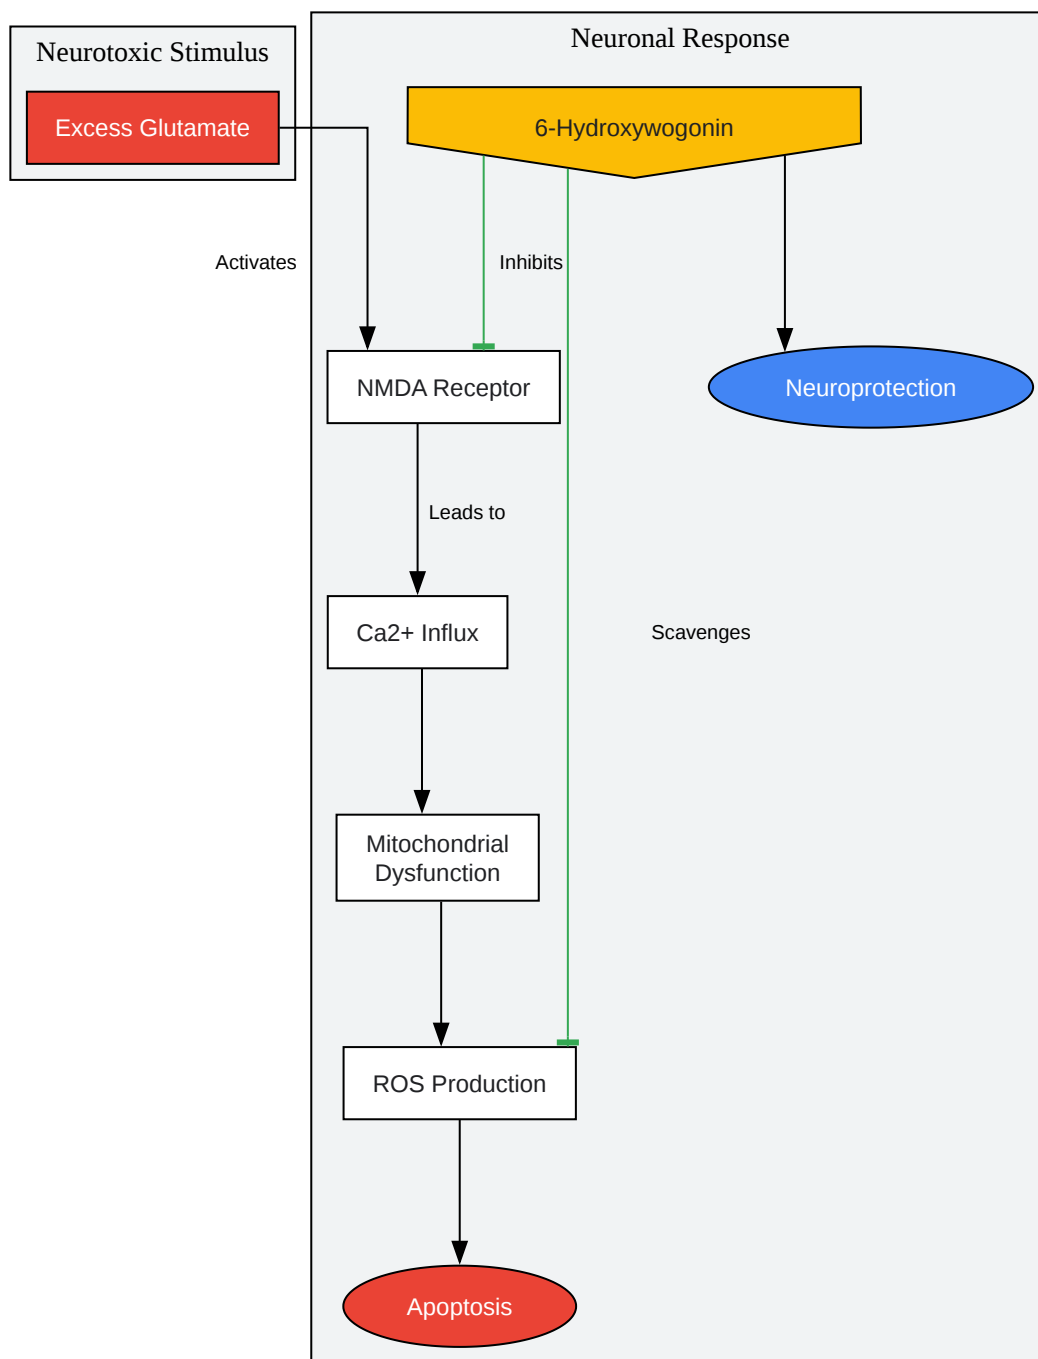 Neurotoxic Stimulus
Neuronal Response
Excess Glutamate
6-Hydroxywogonin
Activates
Inhibits
NMDA Receptor
Neuroprotection
Leads to
Ca2+ Influx
Scavenges
Mitochondrial
Dysfunction
ROS Production
Apoptosis